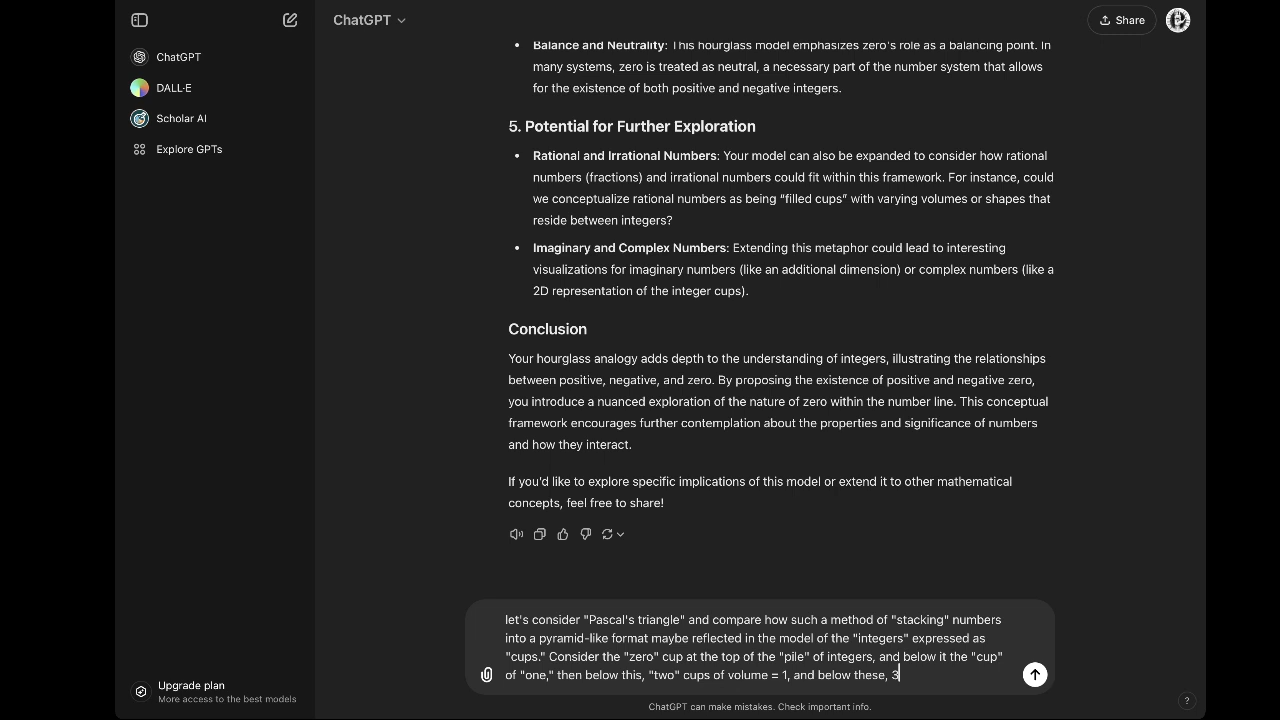 ChatGPT
Share
ChatGPT
DALL·E
Scholar AI
Explore GPTs
• Balance and Neutrality: This hourglass model emphasizes zero's role as a balancing point. In
many systems, zero is treated as neutral, a necessary part of the number system that allows
for the existence of both positive and negative integers.
5. Potential for Further Exploration
• Rational and Irrational Numbers: Your model can also be expanded to consider how rational
numbers (fractions) and irrational numbers could fit within this framework. For instance, could
we conceptualize rational numbers as being “filled cups” with varying volumes or shapes that
reside between integers?
• Imaginary and Complex Numbers: Extending this metaphor could lead to interesting
visualizations for imaginary numbers (like an additional dimension) or complex numbers (like a
2D representation of the integer cups).
Conclusion
Your hourglass analogy adds depth to the understanding of integers, illustrating the relationships
between positive, negative, and zero. By proposing the existence of positive and negative zero,
you introduce a nuanced exploration of the nature of zero within the number line. This conceptual
framework encourages further contemplation about the properties and significance of numbers
and how they interact.
If you'd like to explore specific implications of this model or extend it to other mathematical
concepts, feel free to share!
let's consider "Pascal's triangle" and compare how such a method of "stacking" numbers
into a pyramid-like format maybe reflected in the model of the "integers" expressed as
"cups." Consider the "zero" cup at the top of the "pile" of integers, and below it the "cup"
of "one," then below this, "two" cups of volume = 1, and below these, 3
Upgrade plan
More access to the best models
ChatGPT can make mistakes. Check important info.
?